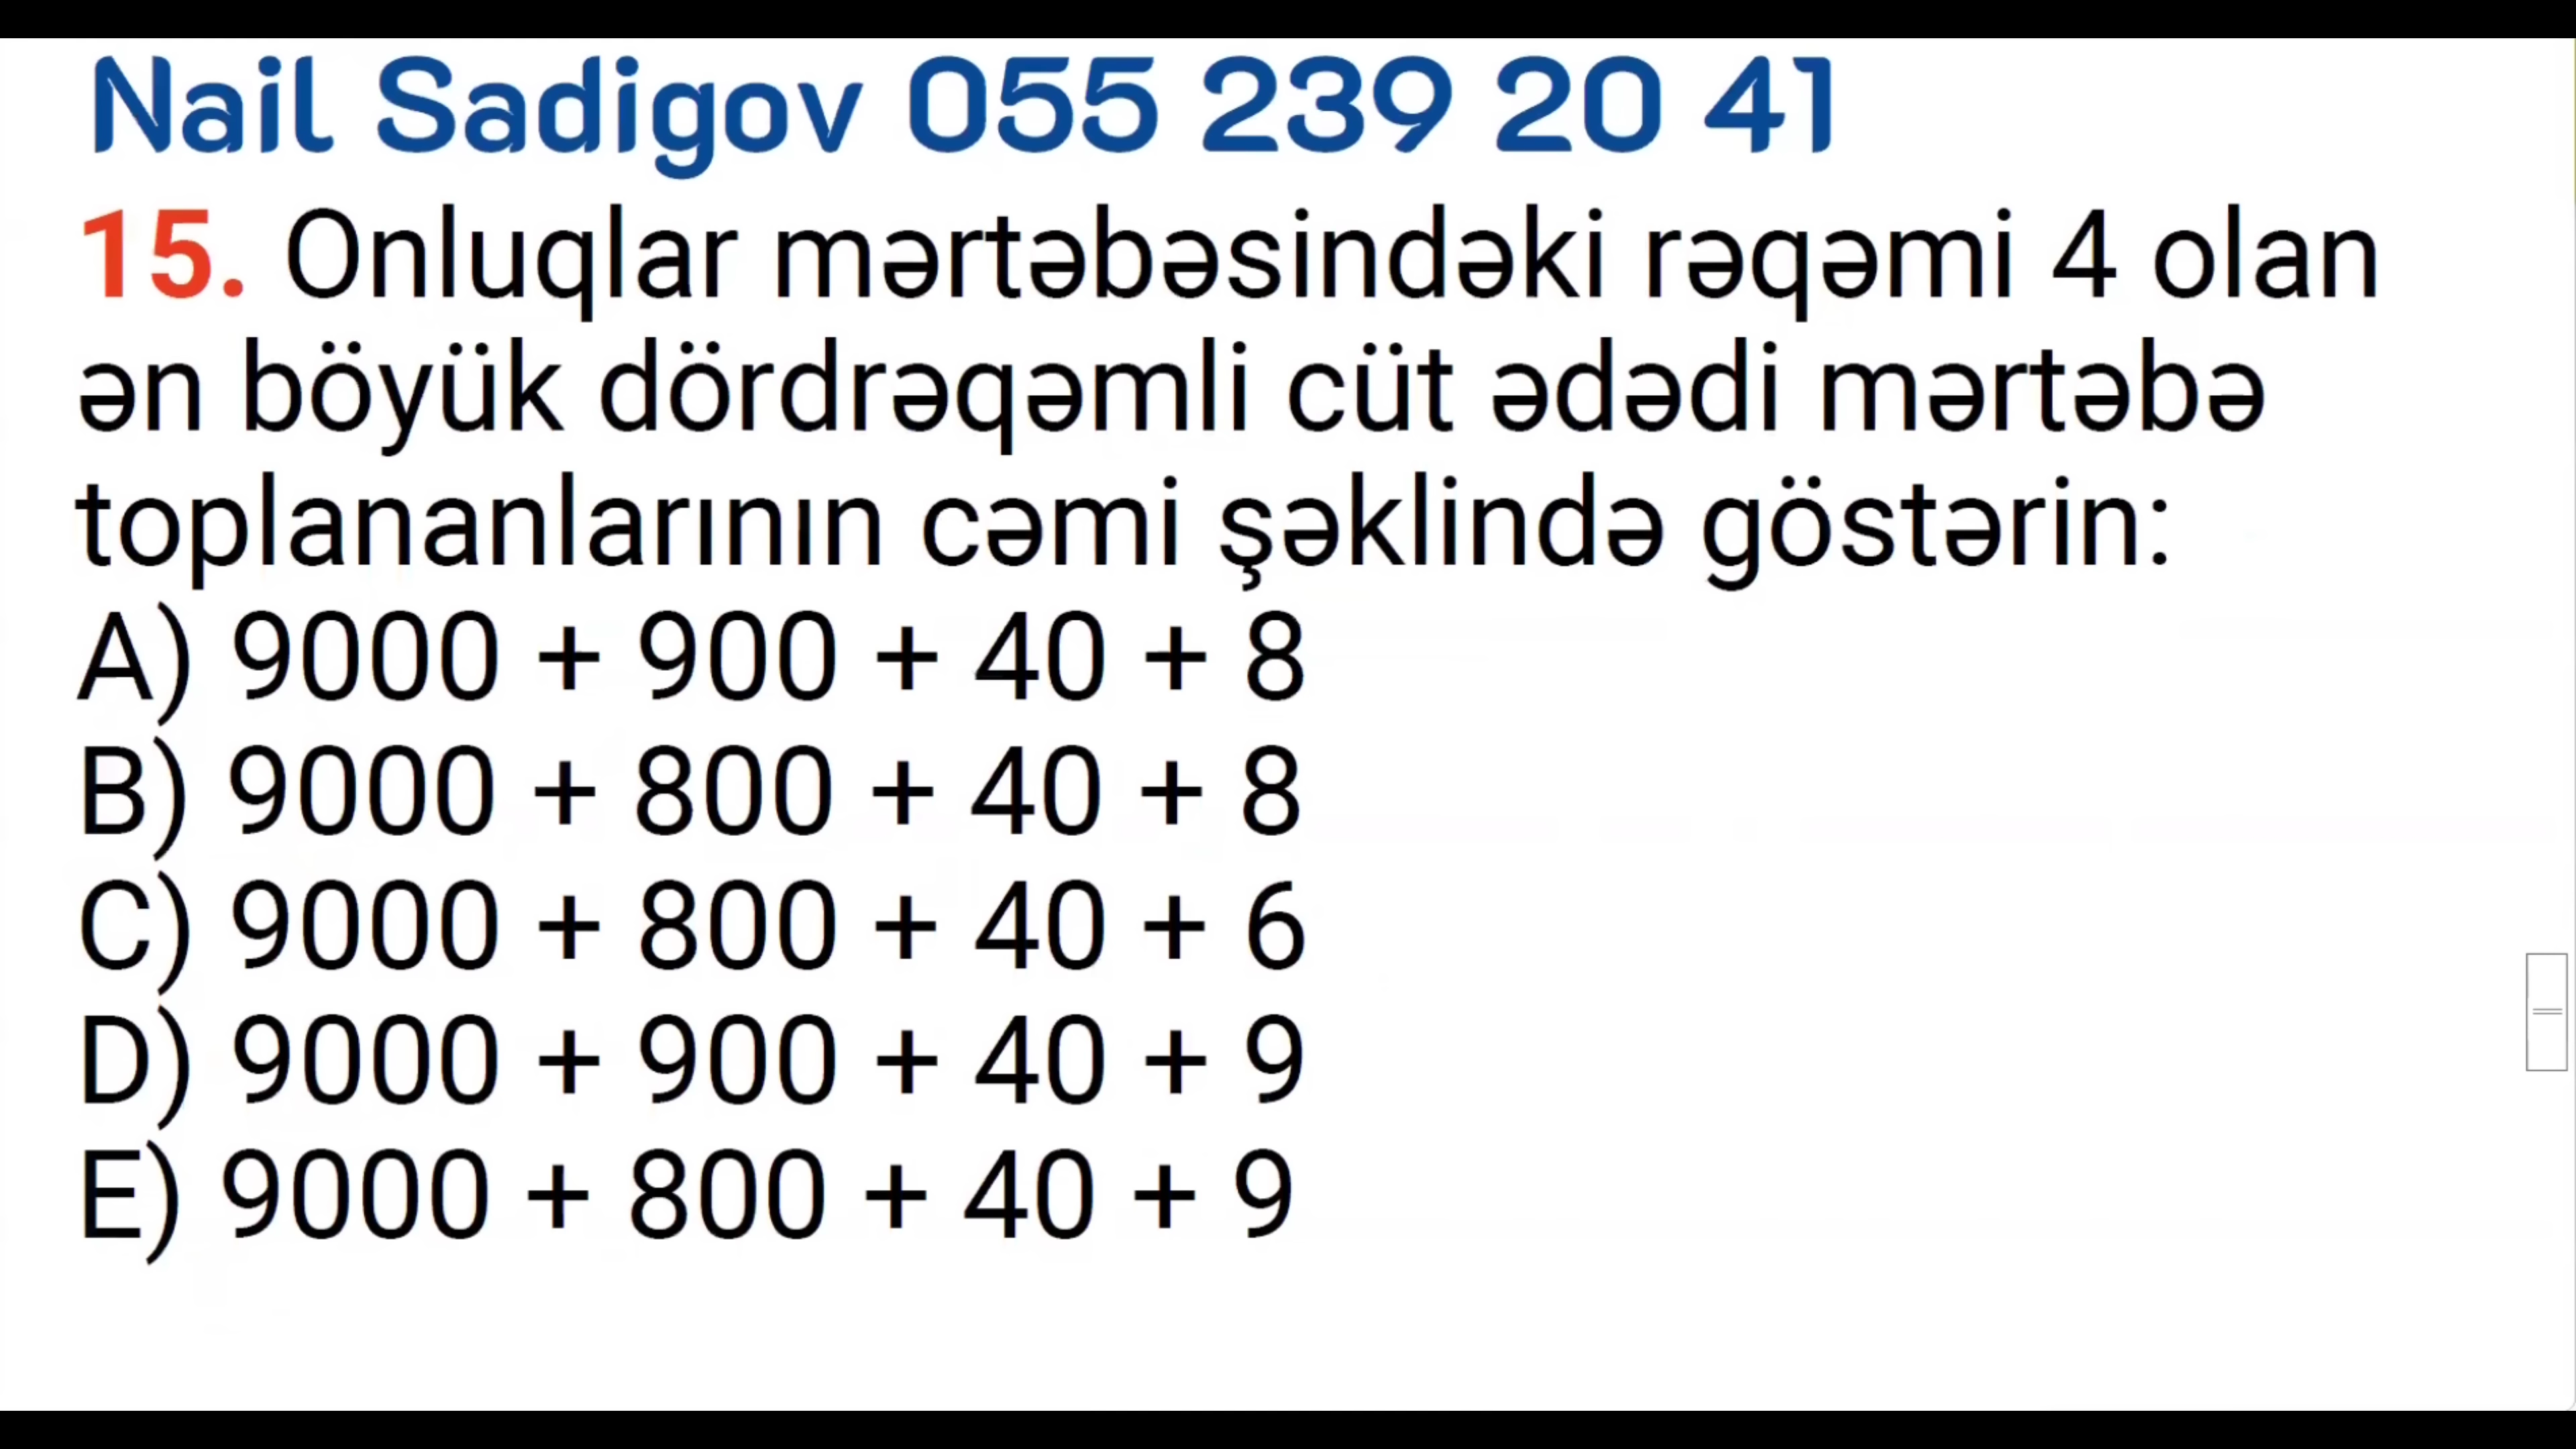 Nail Sadigov 055 239 20 41
15. Onluqlar mərtəbəsindəki rəqəmi 4 olan
ən böyük dördrəqəmli cüt ədədi mərtəbə
toplananlarının cəmi şəklində göstərin:
A) 9000 + 900 + 40 + 8
B) 9000 + 800 + 40 + 8
C) 9000 + 800 + 40 + 6
D) 9000 + 900 + 40 + 9
E) 9000 + 800 + 40 + 9